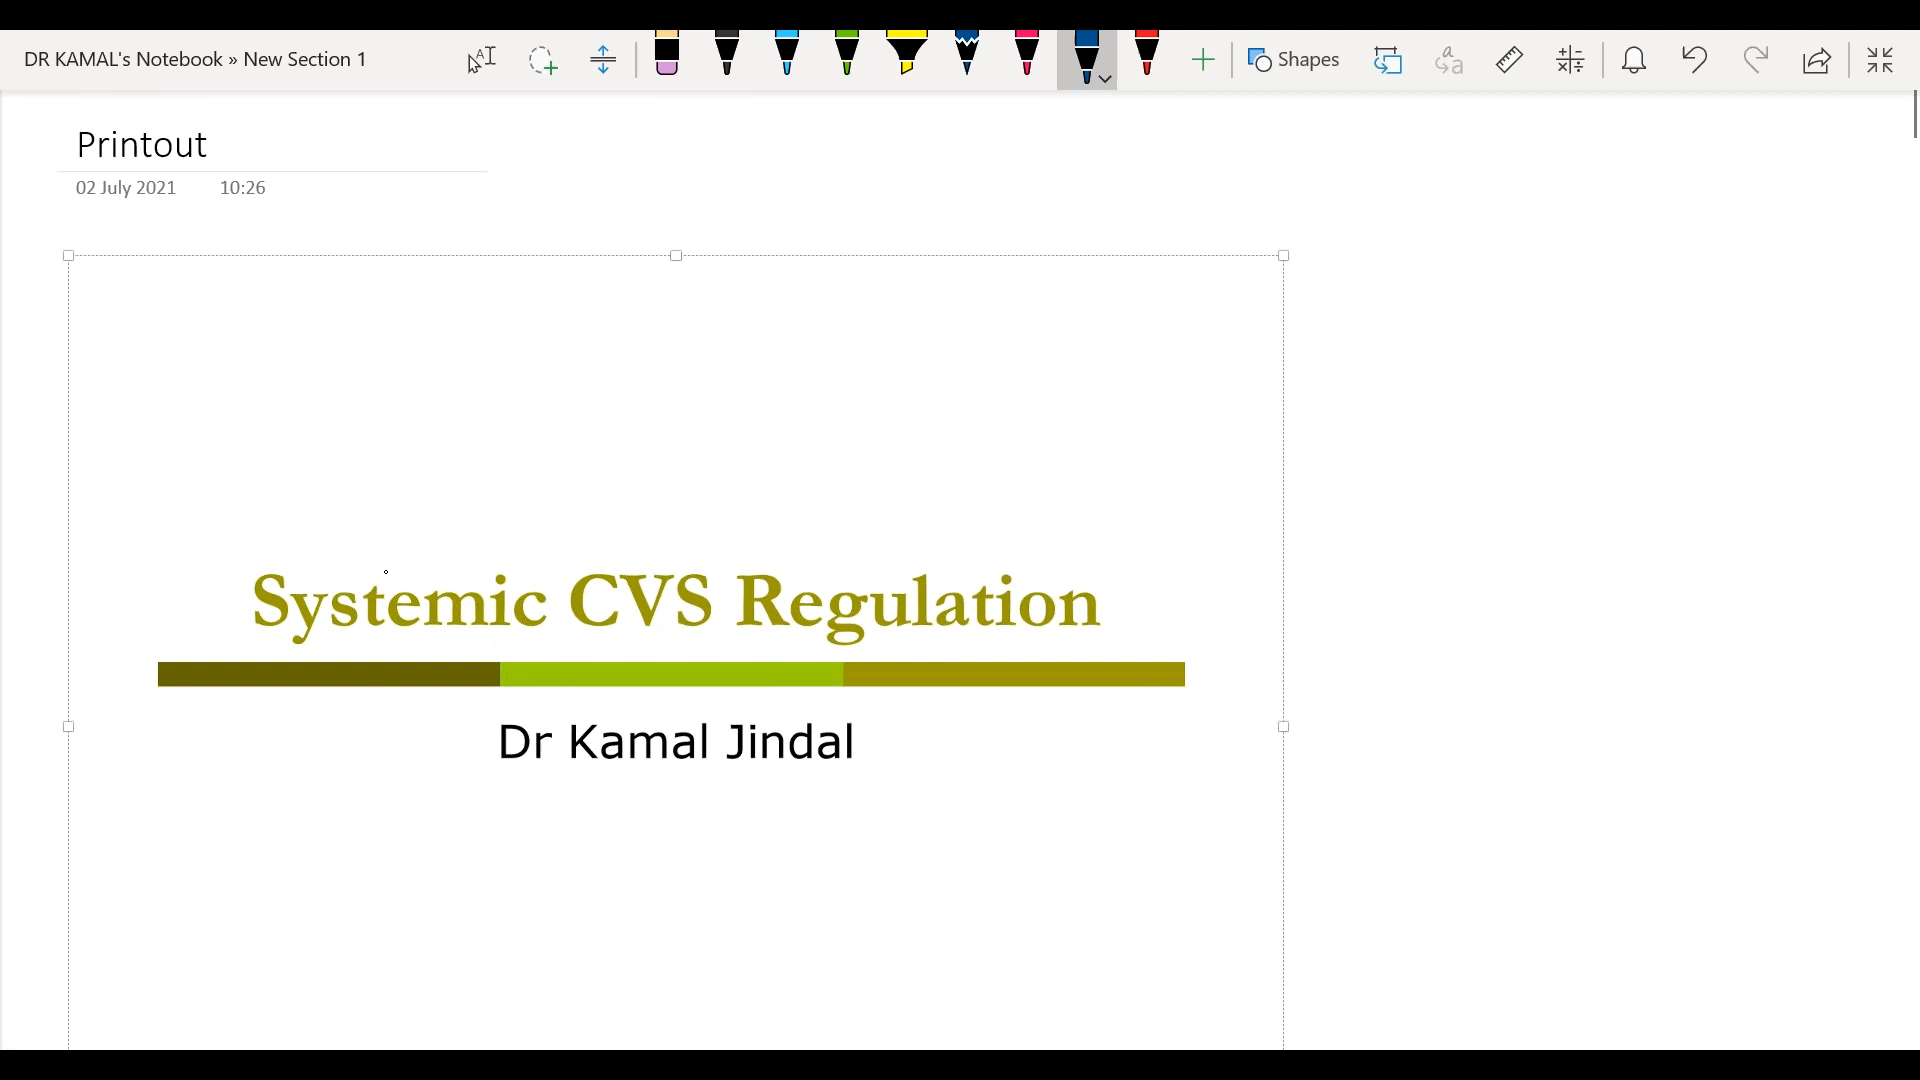 DR KAMAL's Notebook » New Section 1
Shapes
Printout
02 July 2021 10:26
Systemic CVS Regulation
Dr Kamal Jindal